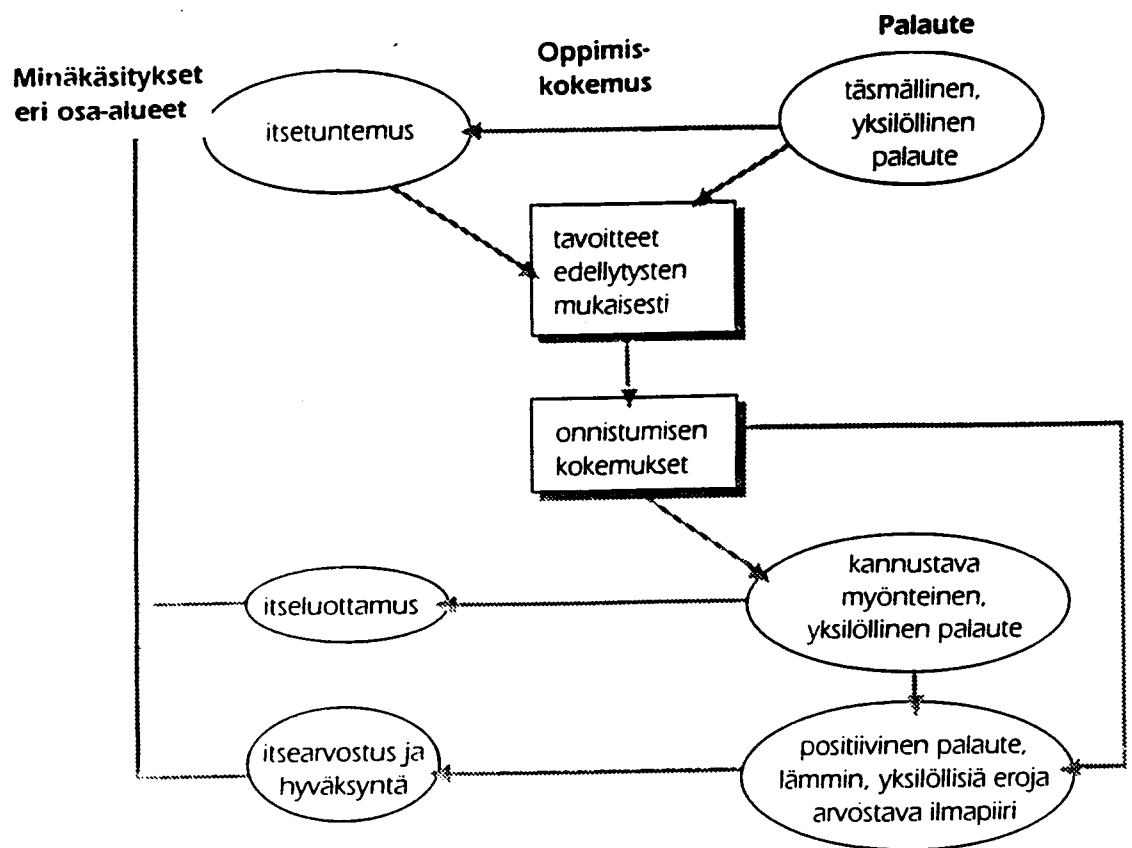 Palaute
Oppimis-
kokemus
Minäkäsitykset
eri osa-alueet
täsmällinen,
yksilöllinen
palaute
itsetuntemus
tavoitteet
edellytysten
mukaisesti
onnistumisen
kokemukset
kannustava
myönteinen,
yksilöllinen palaute
itseluottamus
positiivinen palaute,
lämmin, yksilöllisiä eroja
arvostava ilmapiiri
itsearvostus ja
hyväksyntä